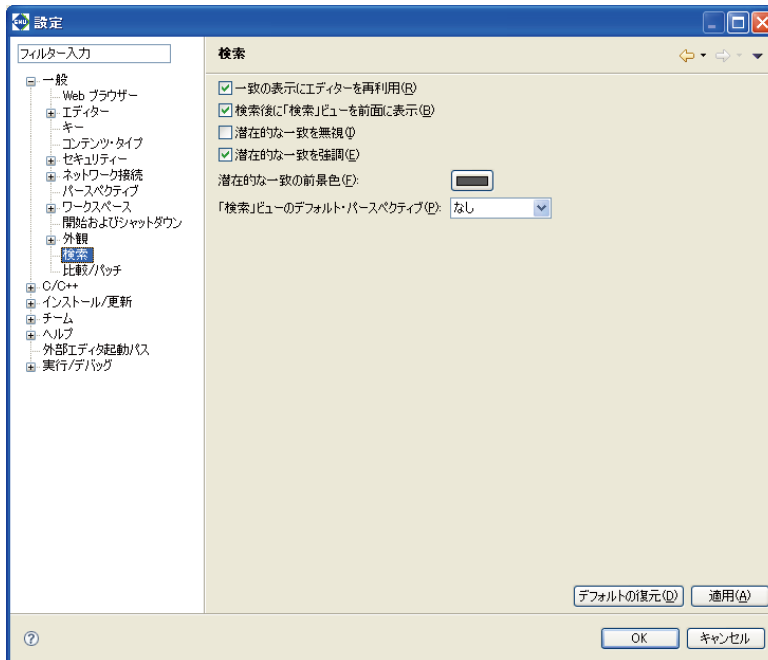 設定
フィルター入力
一般
Web ブラウザー
エディター
キー
コンテンツ・タイプ
セキュリティー
ネットワーク接続
パースペクティブ
ワークスペース
開始およびシャットダウン
外観
検索
比較/パッチ
C/C++
インストール/更新
チーム
ヘルプ
外部エディタ起動パス
実行/デバッグ
検索
一致の表示にエディターを再利用(R)
検索後に「検索」ビューを前面に表示(B)
潜在的な一致を無視(I)
潜在的な一致を強調(E)
潜在的な一致の前景色(F):
「検索」ビューのデフォルト・パースペクティブ(P): なし
デフォルトの復元(D) 適用(A)
OK キャンセル